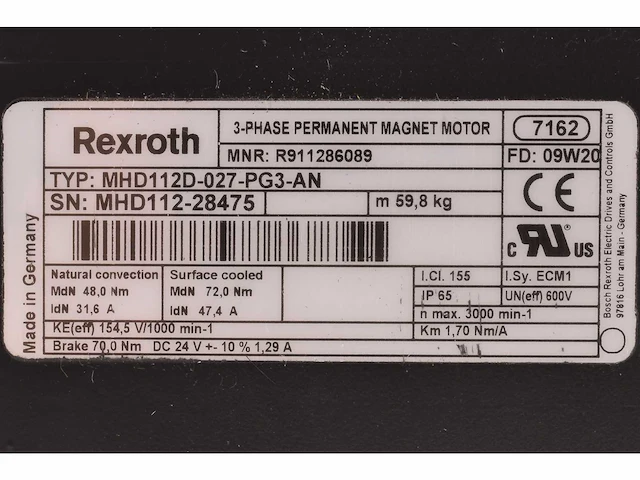 Rexroth
3-PHASE PERMANENT MAGNET MOTOR
7162
MNR: R911286089
FD: 09W20
TYP: MHD112D-027-PG3-AN
SN: MHD112-28475
m 59,8 kg
CE
c RU US
Natural convection
MdN 48,0 Nm
IdN 31,6 A
Surface cooled
MdN 72,0 Nm
IdN 47,4 A
I.Cl. 155
I.Sy. ECM1
IP 65
UN(eff) 600V
n max. 3000 min-1
KE(eff) 154,5 V/1000 min-1
Km 1,70 Nm/A
Brake 70,0 Nm DC 24 V +- 10 % 1,29 A
Made in Germany
Bosch Rexroth Electric Drives and Controls GmbH
97816 Lohr am Main - Germany